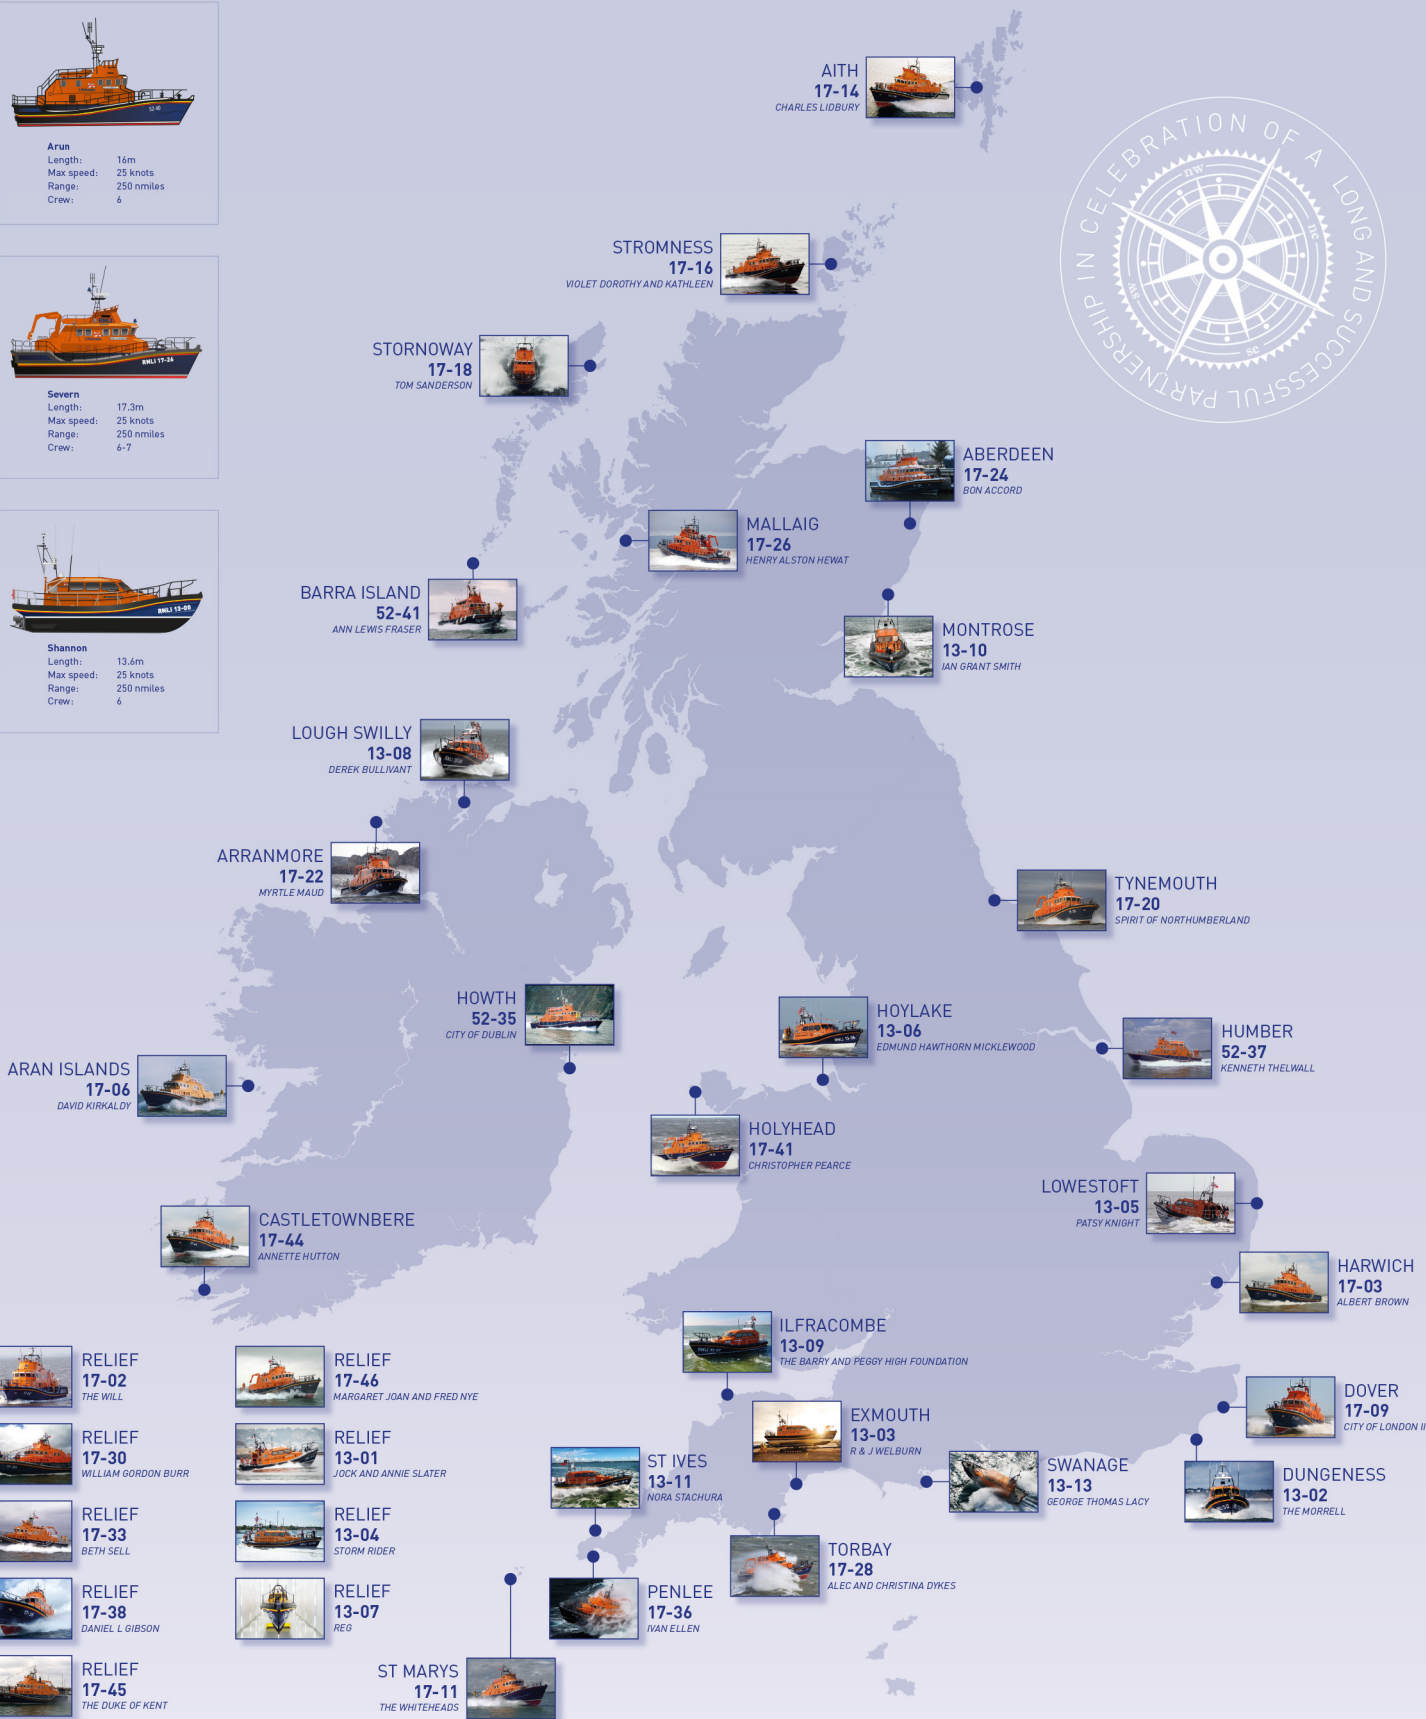 Arun
Length: 16m
Max speed: 25 knots
Range: 250 nmiles
Crew: 6
RNLI 17-26
Severn
Length: 17.3m
Max speed: 25 knots
Range: 250 nmiles
Crew: 6-7
Shannon
Length: 13.6m
Max speed: 25 knots
Range: 250 nmiles
Crew: 6
IN CELEBRATION OF A LONG AND SUCCESSFUL PARTNERSHIP
nw
ne
se
sw
AITH
17-14
CHARLES LIDBURY
STROMNESS
17-16
VIOLET DOROTHY AND KATHLEEN
STORNOWAY
17-18
TOM SANDERSON
ABERDEEN
17-24
BON ACCORD
MALLAIG
17-26
HENRY ALSTON HEWAT
BARRA ISLAND
52-41
ANN LEWIS FRASER
MONTROSE
13-10
IAN GRANT SMITH
LOUGH SWILLY
13-08
DEREK BULLIVANT
ARRANMORE
17-22
MYRTLE MAUD
TYNEMOUTH
17-20
SPIRIT OF NORTHUMBERLAND
HOWTH
52-35
CITY OF DUBLIN
HOYLAKE
13-06
EDMUND HAWTHORN MICKLEWOOD
HUMBER
52-37
KENNETH THELWALL
ARAN ISLANDS
17-06
DAVID KIRKALDY
HOLYHEAD
17-41
CHRISTOPHER PEARCE
LOWESTOFT
13-05
PATSY KNIGHT
CASTLETOWNBERE
17-44
ANNETTE HUTTON
HARWICH
17-03
ALBERT BROWN
ILFRACOMBE
13-09
THE BARRY AND PEGGY HIGH FOUNDATION
DOVER
17-09
CITY OF LONDON II
EXMOUTH
13-03
R & J WELBURN
ST IVES
13-11
NORA STACHURA
SWANAGE
13-13
GEORGE THOMAS LACY
DUNGENESS
13-02
THE MORRELL
TORBAY
17-28
ALEC AND CHRISTINA DYKES
PENLEE
17-36
IVAN ELLEN
ST MARYS
17-11
THE WHITEHEADS
RELIEF
17-02
THE WILL
RELIEF
17-30
WILLIAM GORDON BURR
RELIEF
17-33
BETH SELL
RELIEF
17-38
DANIEL L GIBSON
RELIEF
17-45
THE DUKE OF KENT
RELIEF
17-46
MARGARET JOAN AND FRED NYE
RELIEF
13-01
JOCK AND ANNIE SLATER
RELIEF
13-04
STORM RIDER
RELIEF
13-07
REG